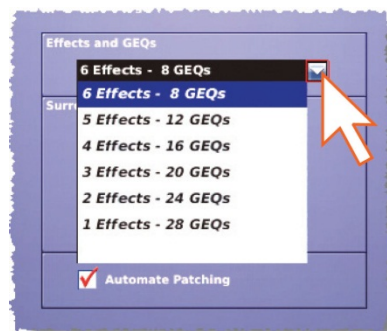 Effects and GEQs
6 Effects - 8 GEQs
6 Effects - 8 GEQs
Surr
5 Effects - 12 GEQs
4 Effects - 16 GEQs
3 Effects - 20 GEQs
2 Effects - 24 GEQs
1 Effects - 28 GEQs
Automate Patching